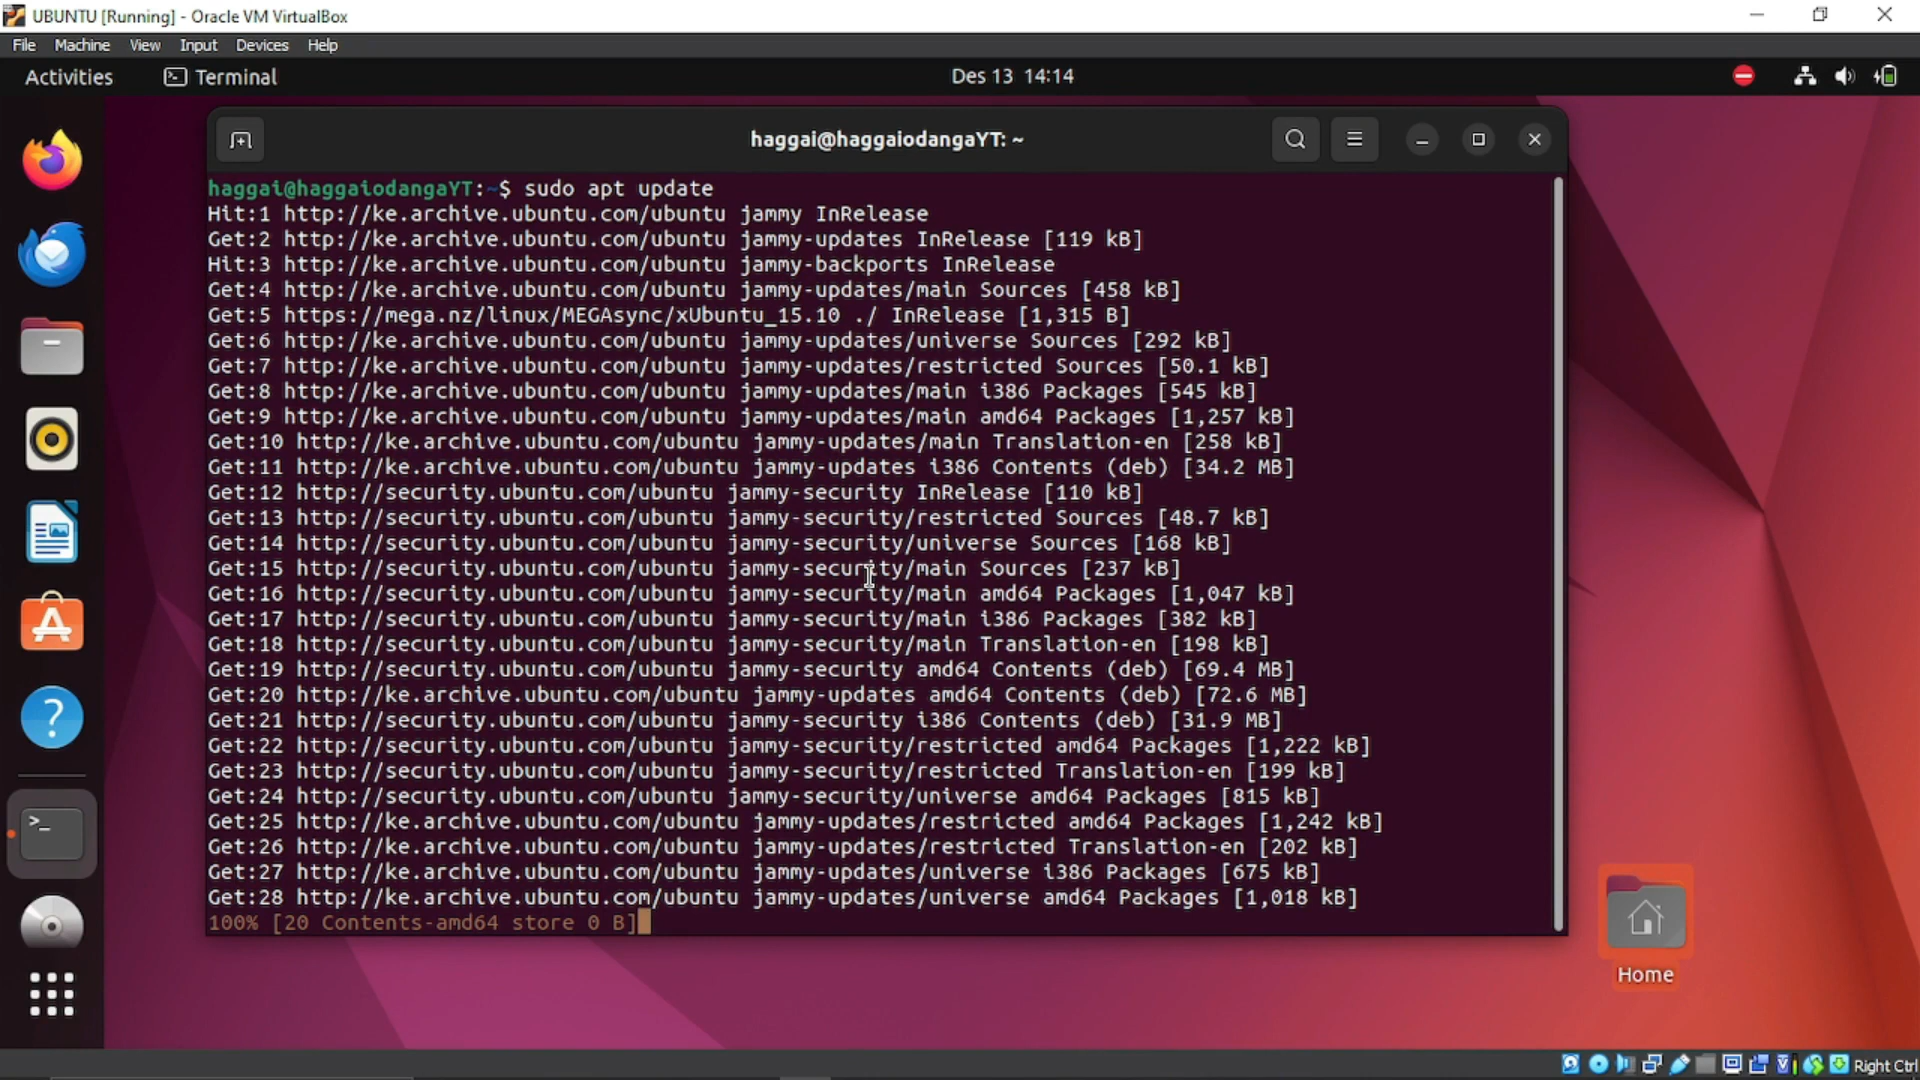 UBUNTU [Running] - Oracle VM VirtualBox
File Machine View Input Devices Help
Activities Terminal Des 13 14:14
haggai@haggaiodangaYT: ~
haggai@haggaiodangaYT:~$ sudo apt update
Hit:1 http://ke.archive.ubuntu.com/ubuntu jammy InRelease
Get:2 http://ke.archive.ubuntu.com/ubuntu jammy-updates InRelease [119 kB]
Hit:3 http://ke.archive.ubuntu.com/ubuntu jammy-backports InRelease
Get:4 http://ke.archive.ubuntu.com/ubuntu jammy-updates/main Sources [458 kB]
Get:5 https://mega.nz/linux/MEGAsync/xUbuntu_15.10 ./ InRelease [1,315 B]
Get:6 http://ke.archive.ubuntu.com/ubuntu jammy-updates/universe Sources [292 kB]
Get:7 http://ke.archive.ubuntu.com/ubuntu jammy-updates/restricted Sources [50.1 kB]
Get:8 http://ke.archive.ubuntu.com/ubuntu jammy-updates/main i386 Packages [545 kB]
Get:9 http://ke.archive.ubuntu.com/ubuntu jammy-updates/main amd64 Packages [1,257 kB]
Get:10 http://ke.archive.ubuntu.com/ubuntu jammy-updates/main Translation-en [258 kB]
Get:11 http://ke.archive.ubuntu.com/ubuntu jammy-updates i386 Contents (deb) [34.2 MB]
Get:12 http://security.ubuntu.com/ubuntu jammy-security InRelease [110 kB]
Get:13 http://security.ubuntu.com/ubuntu jammy-security/restricted Sources [48.7 kB]
Get:14 http://security.ubuntu.com/ubuntu jammy-security/universe Sources [168 kB]
Get:15 http://security.ubuntu.com/ubuntu jammy-security/main Sources [237 kB]
Get:16 http://security.ubuntu.com/ubuntu jammy-security/main amd64 Packages [1,047 kB]
Get:17 http://security.ubuntu.com/ubuntu jammy-security/main i386 Packages [382 kB]
Get:18 http://security.ubuntu.com/ubuntu jammy-security/main Translation-en [198 kB]
Get:19 http://security.ubuntu.com/ubuntu jammy-security amd64 Contents (deb) [69.4 MB]
Get:20 http://ke.archive.ubuntu.com/ubuntu jammy-updates amd64 Contents (deb) [72.6 MB]
Get:21 http://security.ubuntu.com/ubuntu jammy-security i386 Contents (deb) [31.9 MB]
Get:22 http://security.ubuntu.com/ubuntu jammy-security/restricted amd64 Packages [1,222 kB]
Get:23 http://security.ubuntu.com/ubuntu jammy-security/restricted Translation-en [199 kB]
Get:24 http://security.ubuntu.com/ubuntu jammy-security/universe amd64 Packages [815 kB]
Get:25 http://ke.archive.ubuntu.com/ubuntu jammy-updates/restricted amd64 Packages [1,242 kB]
Get:26 http://ke.archive.ubuntu.com/ubuntu jammy-updates/restricted Translation-en [202 kB]
Get:27 http://ke.archive.ubuntu.com/ubuntu jammy-updates/universe i386 Packages [675 kB]
Get:28 http://ke.archive.ubuntu.com/ubuntu jammy-updates/universe amd64 Packages [1,018 kB]
100% [20 Contents-amd64 store 0 B]
Home
Right Ctrl